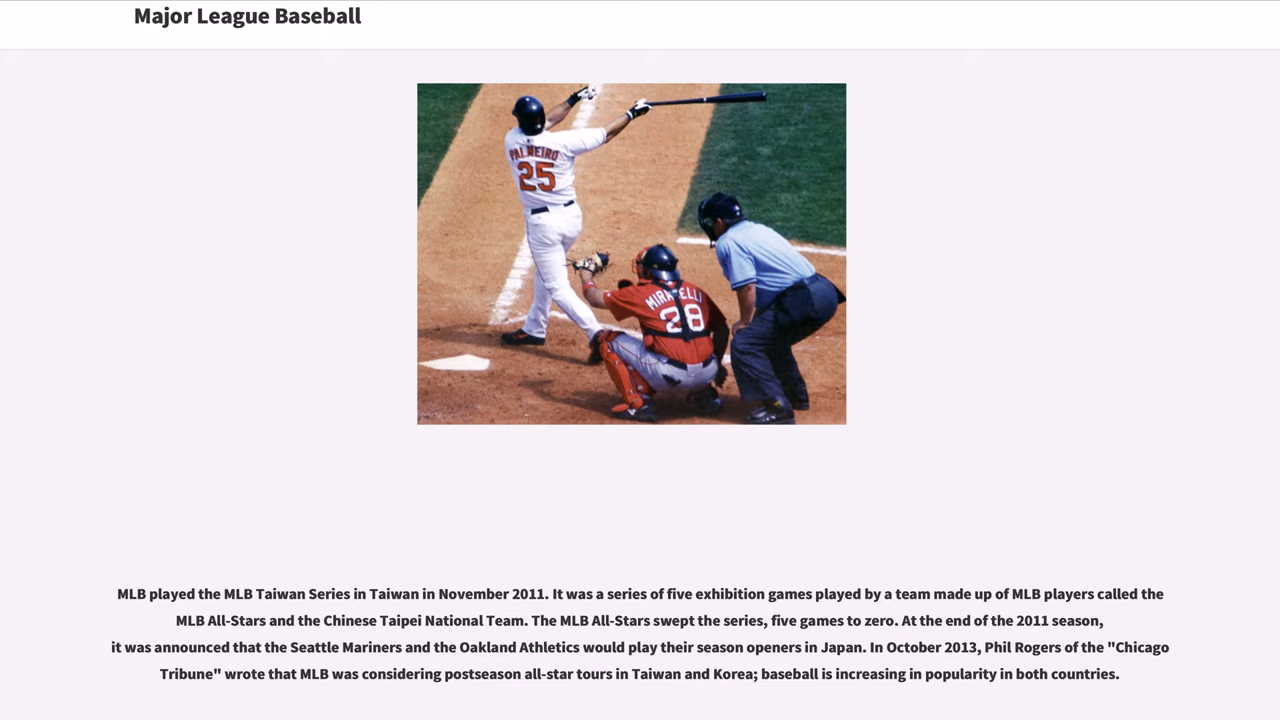 Major League Baseball
PALMEIRO
25
MIRABELLI
28
MLB played the MLB Taiwan Series in Taiwan in November 2011. It was a series of five exhibition games played by a team made up of MLB players called the
MLB All-Stars and the Chinese Taipei National Team. The MLB All-Stars swept the series, five games to zero. At the end of the 2011 season,
it was announced that the Seattle Mariners and the Oakland Athletics would play their season openers in Japan. In October 2013, Phil Rogers of the "Chicago
Tribune" wrote that MLB was considering postseason all-star tours in Taiwan and Korea; baseball is increasing in popularity in both countries.